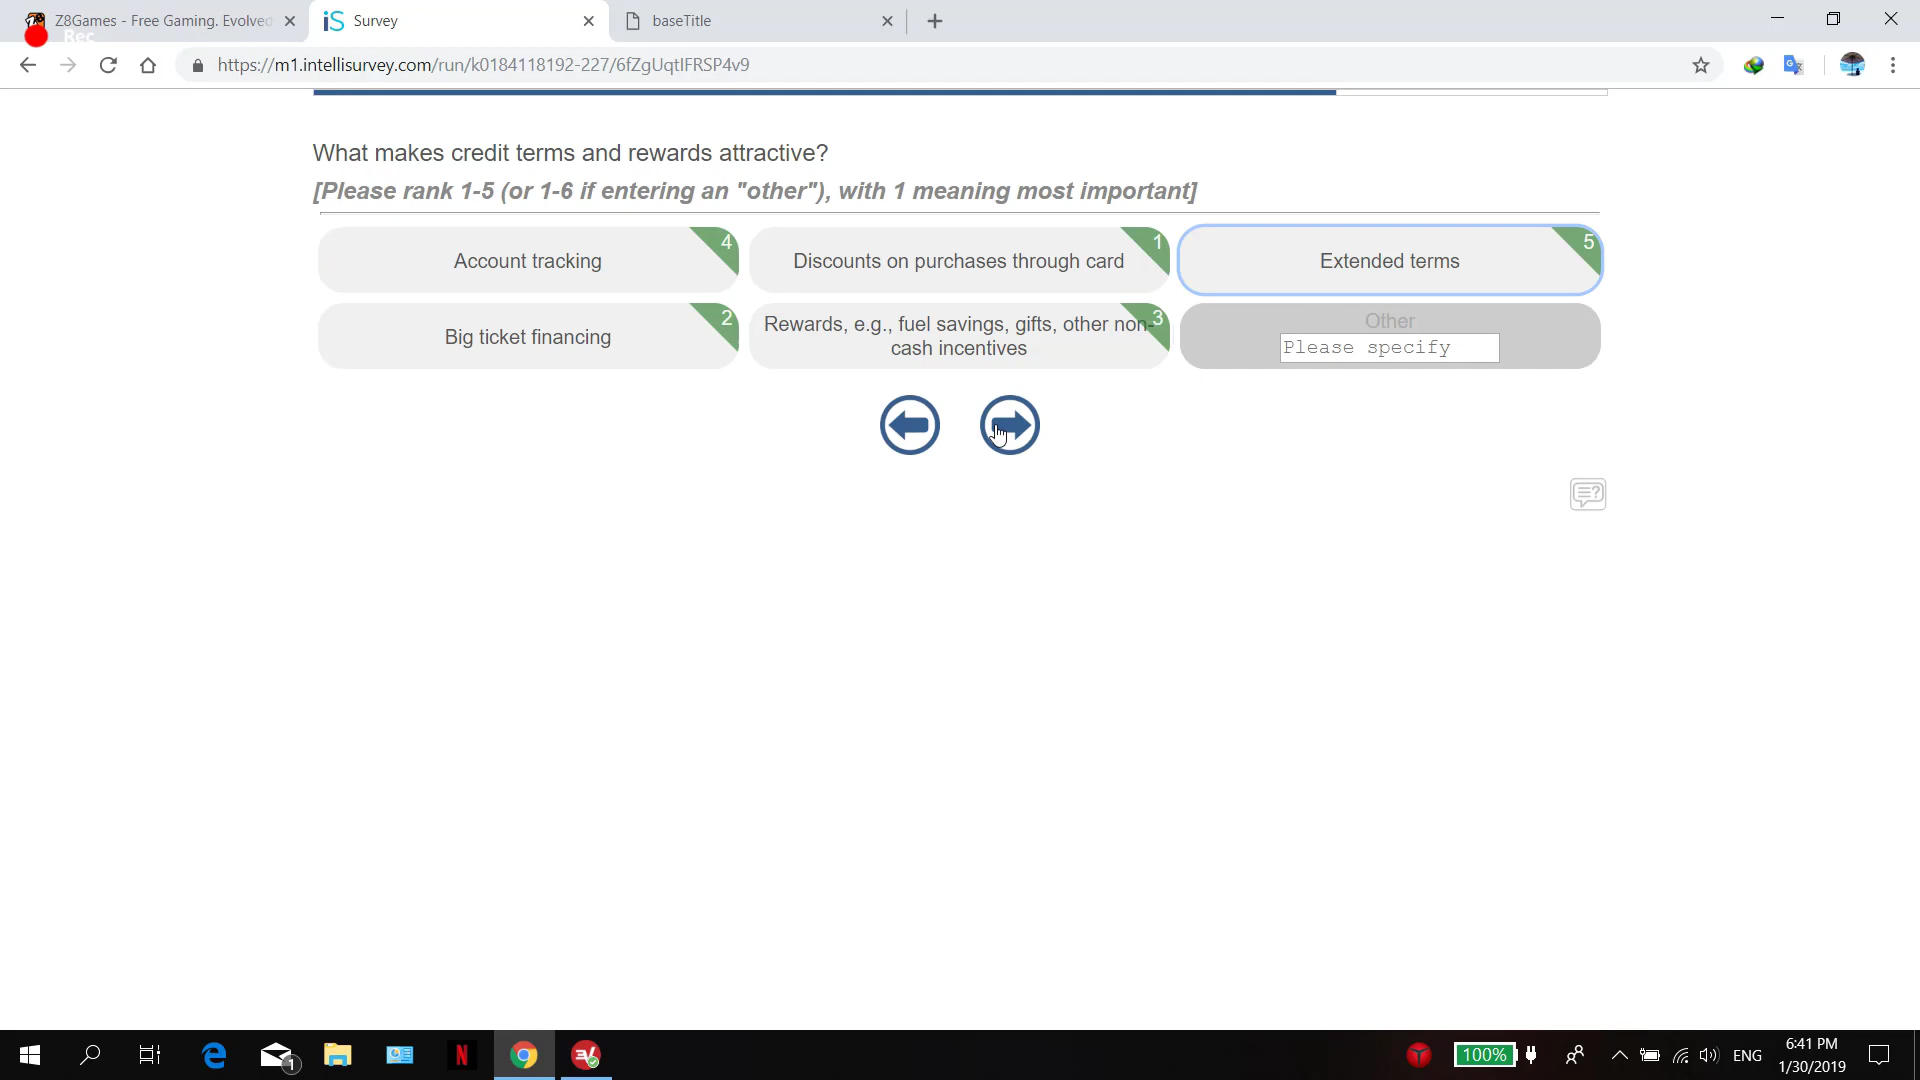 Z8Games - Free Gaming. Evolved
Survey
baseTitle
Rec
https://m1.intellisurvey.com/run/k0184118192-227/6fZgUqtIFRSP4v9
What makes credit terms and rewards attractive?
[Please rank 1-5 (or 1-6 if entering an "other"), with 1 meaning most important]
Account tracking
4
Discounts on purchases through card
1
Extended terms
5
Big ticket financing
2
Rewards, e.g., fuel savings, gifts, other non-
cash incentives
3
Other
Please specify
1
100%
ENG
6:41 PM
1/30/2019